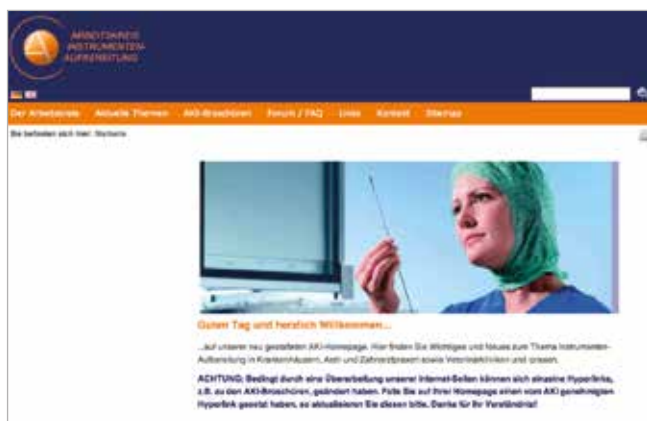 ARBEITSKREIS
INSTRUMENTEN-
AUFBEREITUNG
Der Arbeitskreis Aktuelle Themen AKI-Broschüren Forum / FAQ Links Kontakt Sitemap
Sie befinden sich hier: Startseite
Guten Tag und herzlich Willkommen...
...auf unserer neu gestalteten AKI-Homepage. Hier finden Sie Wichtiges und Neues zum Thema Instrumenten-
Aufbereitung in Krankenhäusern, Arzt- und Zahnarztpraxen sowie Veterinärkliniken und -praxen.
ACHTUNG: Bedingt durch eine Überarbeitung unserer Internet-Seiten können sich einzelne Hyperlinks,
z.B. zu den AKI-Broschüren, geändert haben. Falls Sie auf Ihrer Homepage einen vom AKI genehmigten
Hyperlink gesetzt haben, so aktualisieren Sie diesen bitte. Danke für Ihr Verständnis!